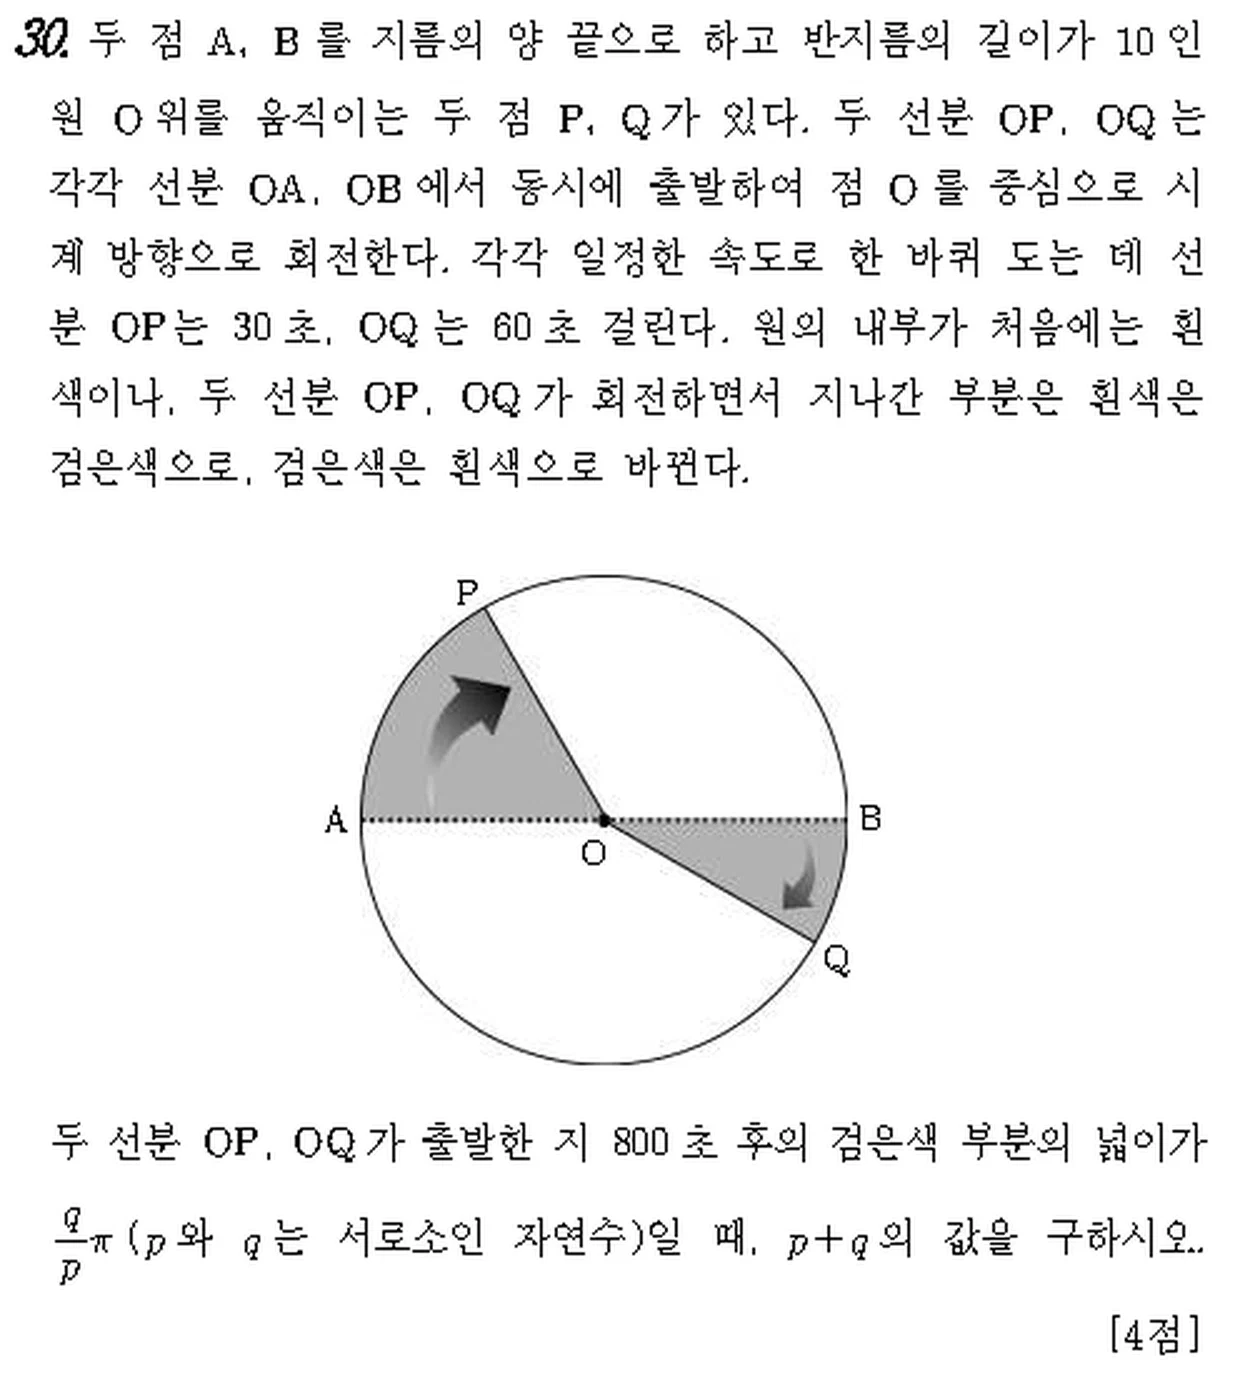 30. 두 점 A, B를 지름의 양 끝으로 하고 반지름의 길이가 10인
원 O위를 움직이는 두 점 P, Q가 있다. 두 선분 OP, OQ는
각각 선분 OA, OB에서 동시에 출발하여 점 O를 중심으로 시
계 방향으로 회전한다. 각각 일정한 속도로 한 바퀴 도는 데 선
분 OP는 30초, OQ는 60초 걸린다. 원의 내부가 처음에는 흰
색이나, 두 선분 OP, OQ가 회전하면서 지나간 부분은 흰색은
검은색으로, 검은색은 흰색으로 바뀐다.
P
A
B
O
Q
두 선분 OP, OQ가 출발한 지 800초 후의 검은색 부분의 넓이가
q/p π (p와 q는 서로소인 자연수)일 때, p+q의 값을 구하시오..
[4점]